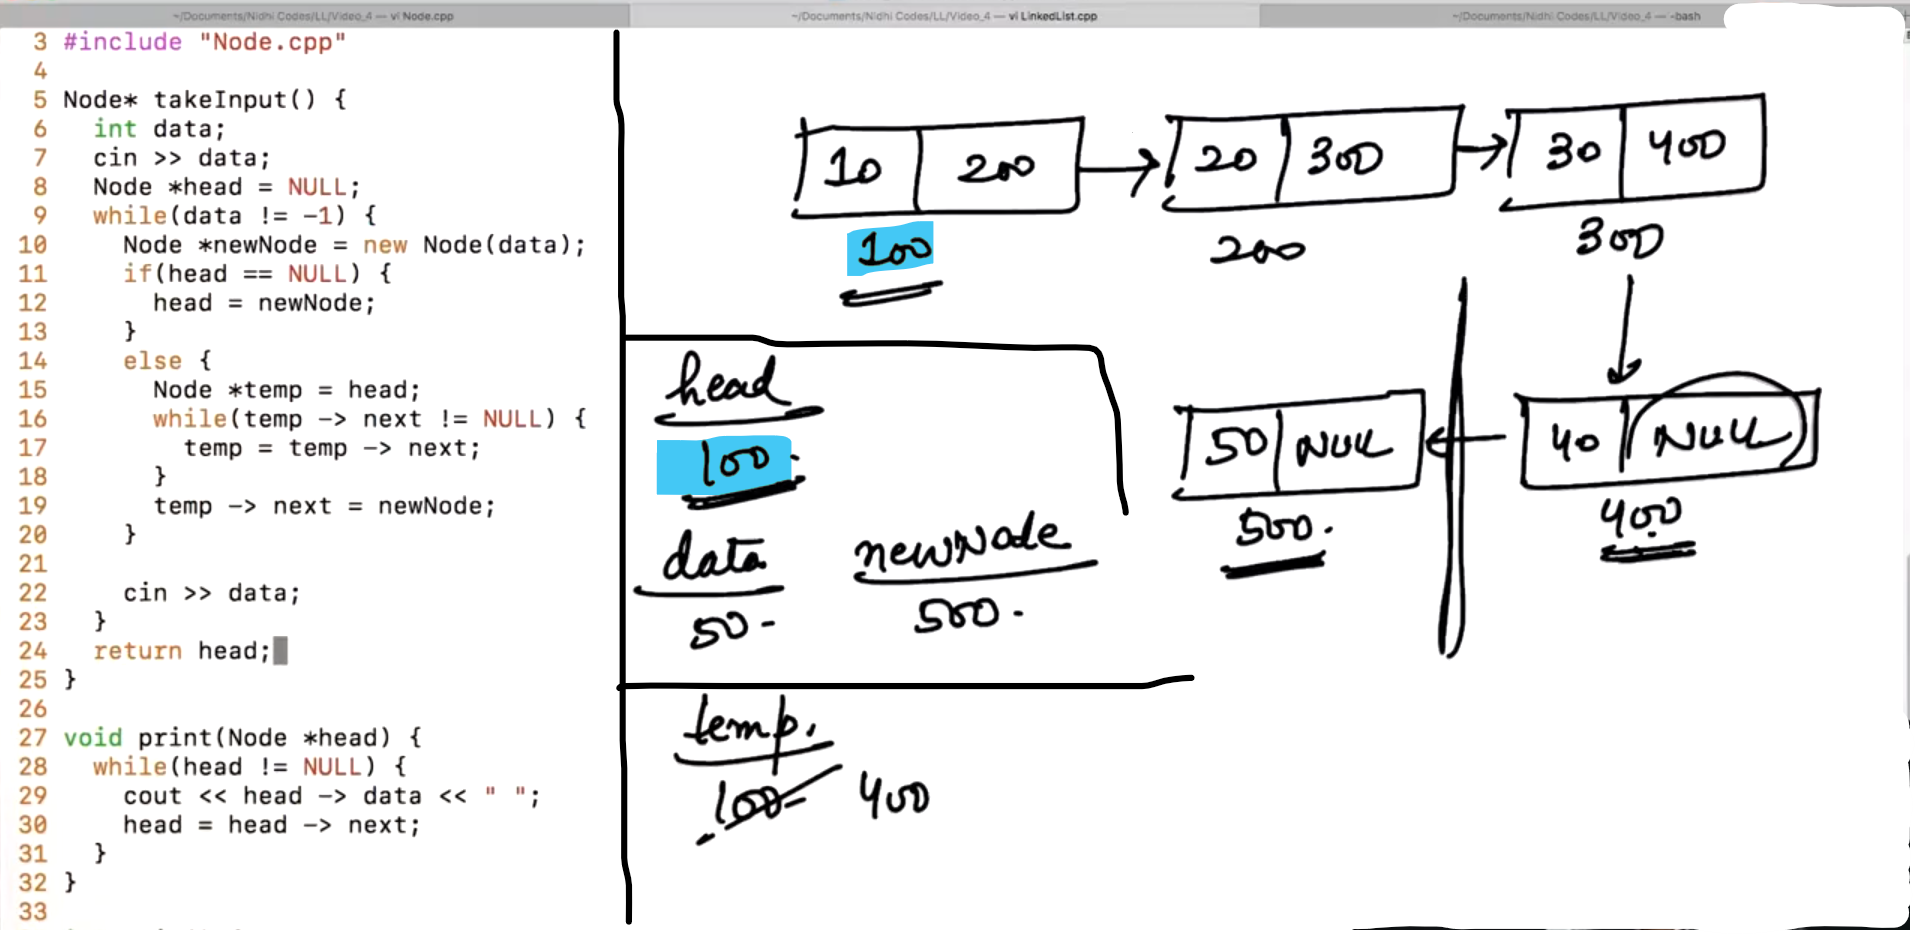 ~/Documents/Nidhi Codes/LL/Video_4 — vi Node.cpp
~/Documents/Nidhi Codes/LL/Video_4 — vi LinkedList.cpp
~/Documents/Nidhi Codes/LL/Video_4 — -bash
3 #include "Node.cpp"
4
5 Node* takeInput() {
6 int data;
7 cin >> data;
8 Node *head = NULL;
9 while(data != -1) {
10 Node *newNode = new Node(data);
11 if(head == NULL) {
12 head = newNode;
13 }
14 else {
15 Node *temp = head;
16 while(temp -> next != NULL) {
17 temp = temp -> next;
18 }
19 temp -> next = newNode;
20 }
21
22 cin >> data;
23 }
24 return head;
25 }
26
27 void print(Node *head) {
28 while(head != NULL) {
29 cout << head -> data << " ";
30 head = head -> next;
31 }
32 }
33
10 200
20 300
30 400
100
200
300
head
100
50 NULL
40 NULL
500
400
data
50
newNode
500
temp
100 400